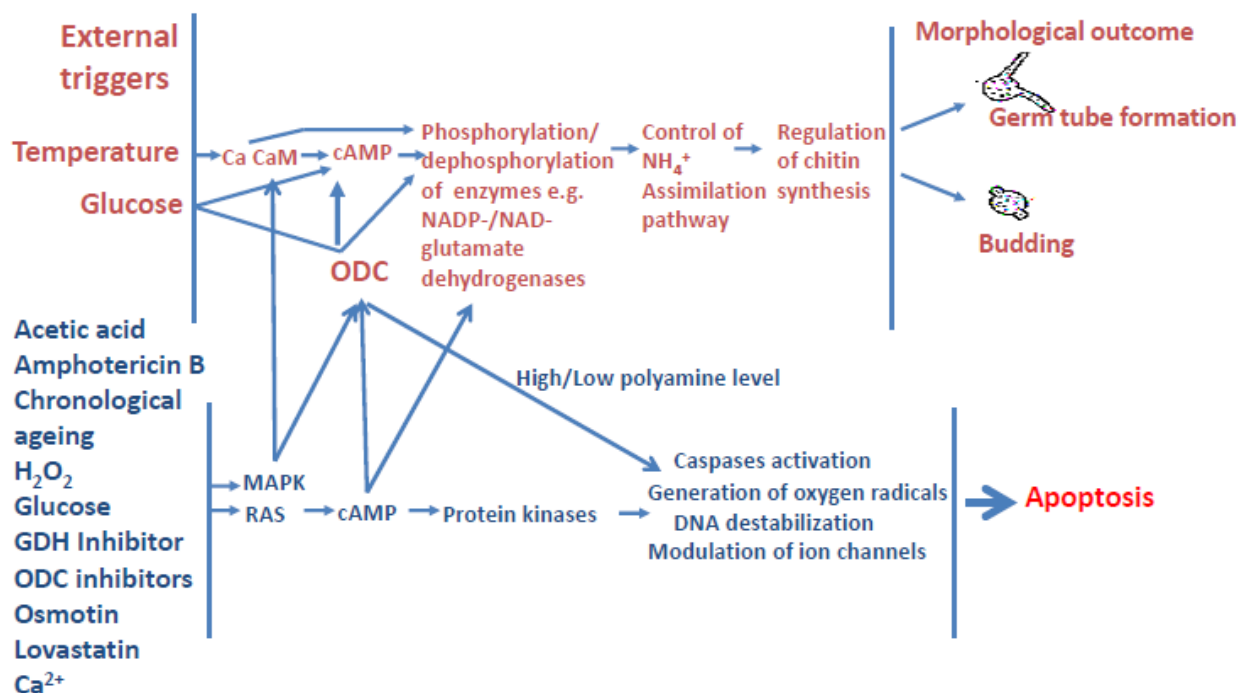 External
triggers
Temperature
Glucose
Ca CaM
cAMP
Phosphorylation/
dephosphorylation
of enzymes e.g.
NADP-/NAD-
glutamate
dehydrogenases
Control of
NH₄⁺
Assimilation
pathway
Regulation
of chitin
synthesis
Morphological outcome
Germ tube formation
Budding
ODC
Acetic acid
Amphotericin B
Chronological
ageing
H₂O₂
Glucose
GDH Inhibitor
ODC inhibitors
Osmotin
Lovastatin
Ca²⁺
High/Low polyamine level
MAPK
RAS
cAMP
Protein kinases
Caspases activation
Generation of oxygen radicals
DNA destabilization
Modulation of ion channels
Apoptosis